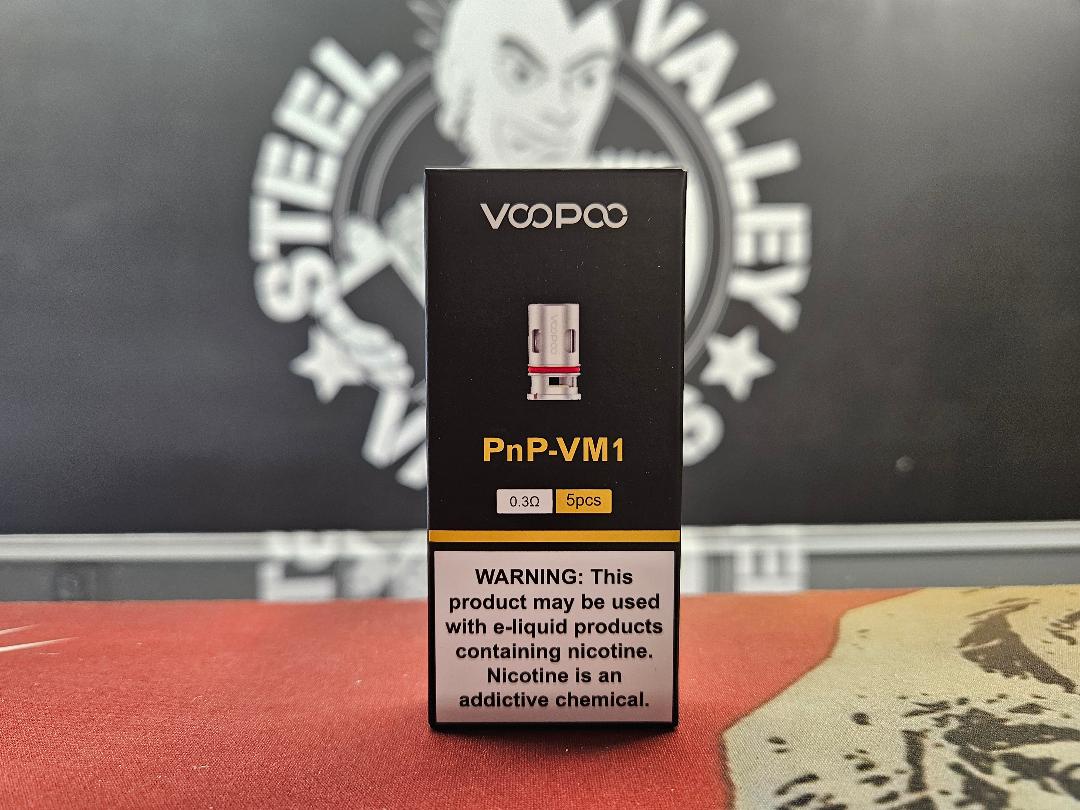 STEEL VALLEY
VOOPOO
VOOPOO
PnP-VM1
0.3Ω 5pcs
WARNING: This
product may be used
with e-liquid products
containing nicotine.
Nicotine is an
addictive chemical.